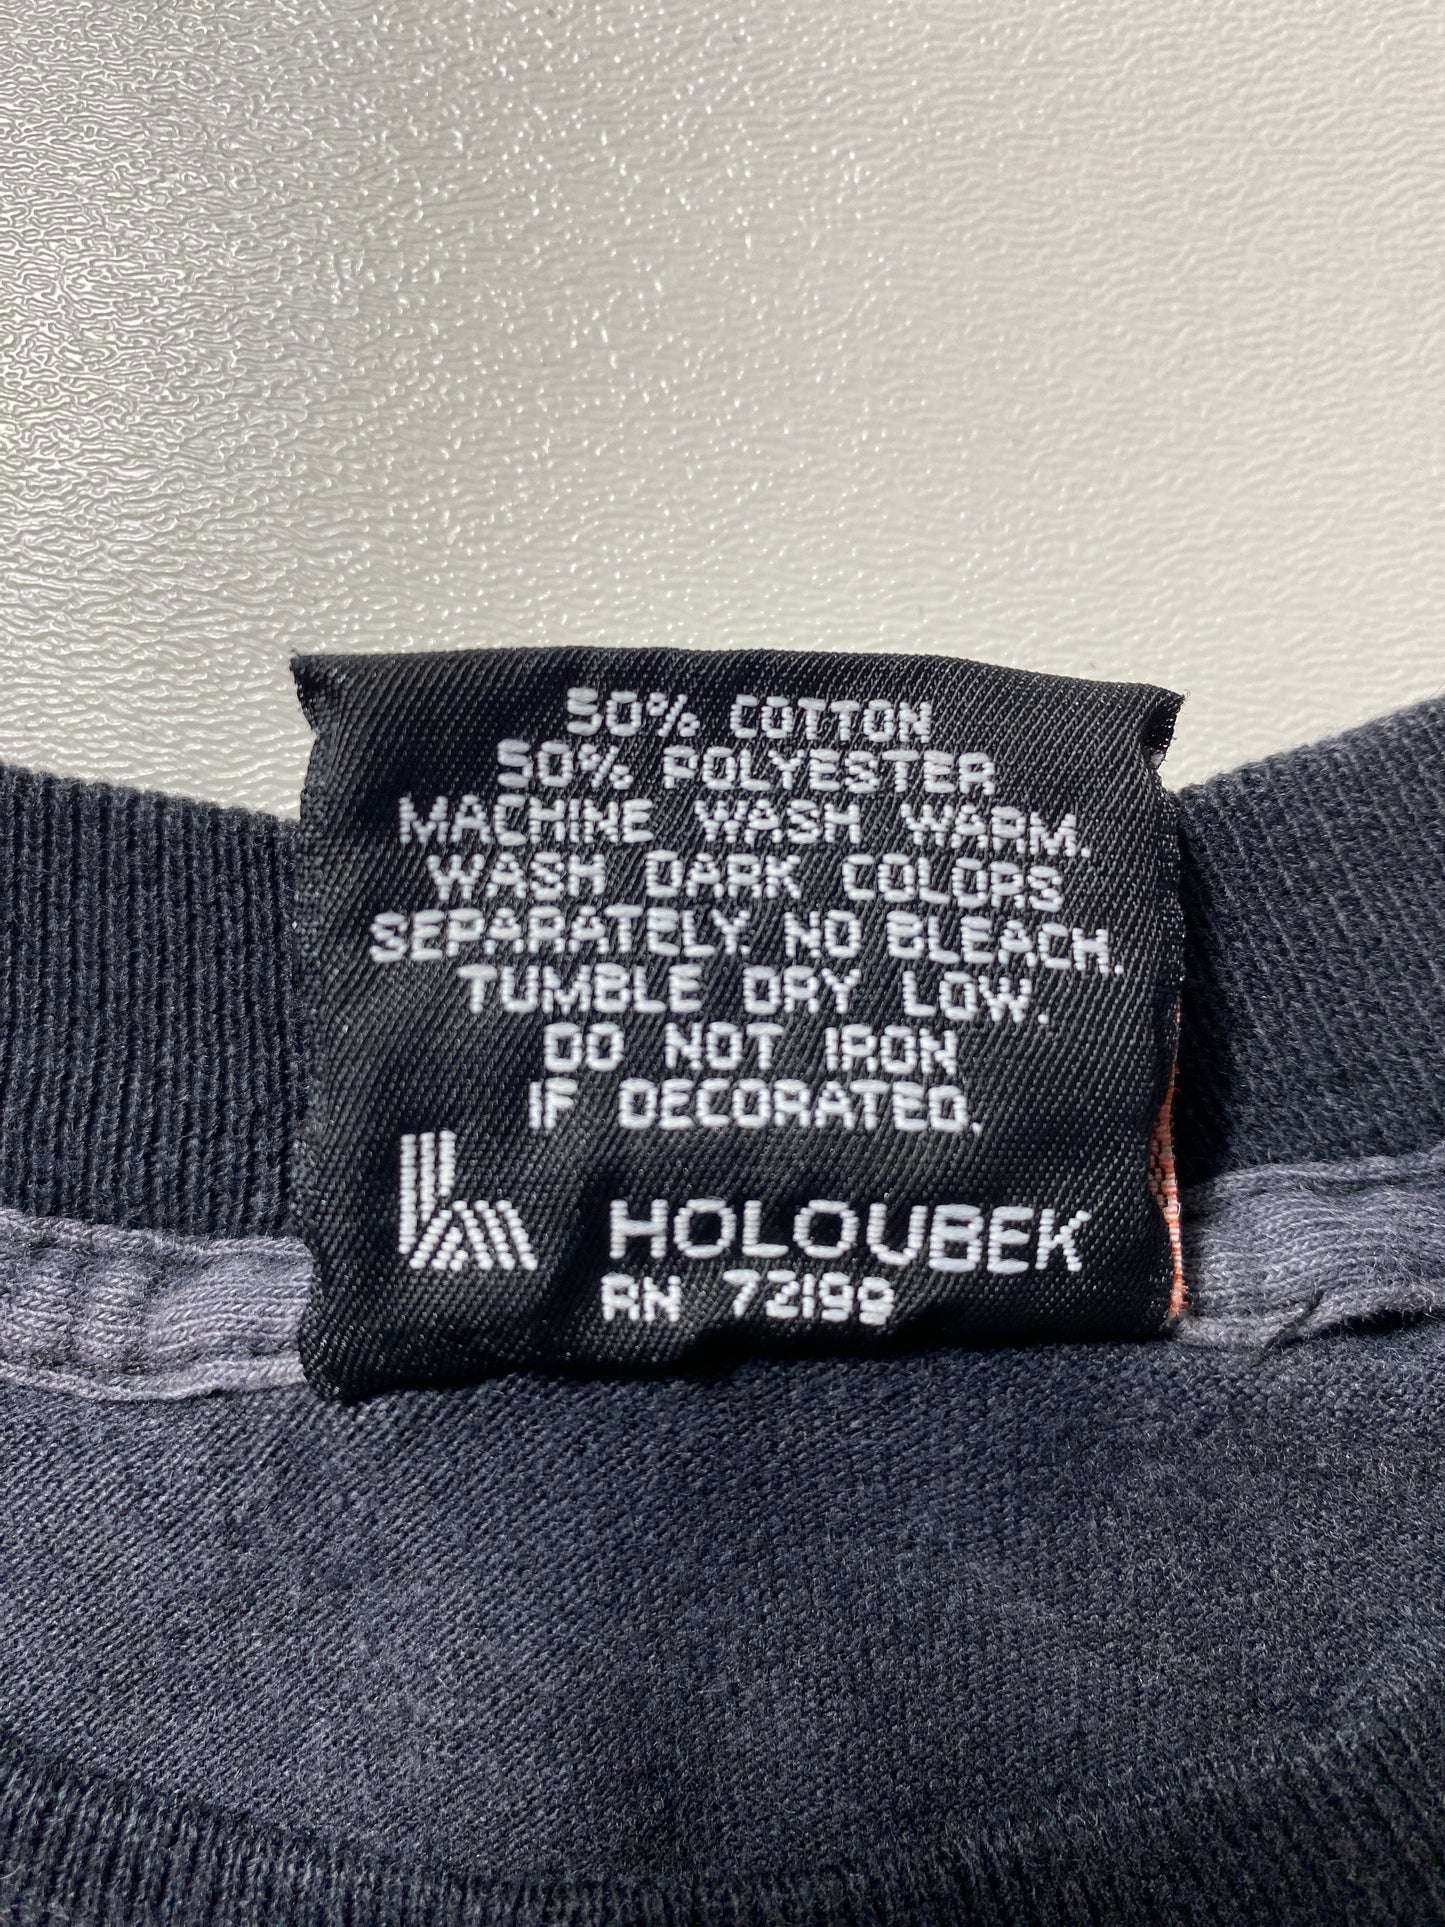 50% COTTON
50% POLYESTER
MACHINE WASH WARM.
WASH DARK COLORS
SEPARATELY. NO BLEACH.
TUMBLE DRY LOW.
DO NOT IRON
IF DECORATED.
HOLOUBEK
RN 72199